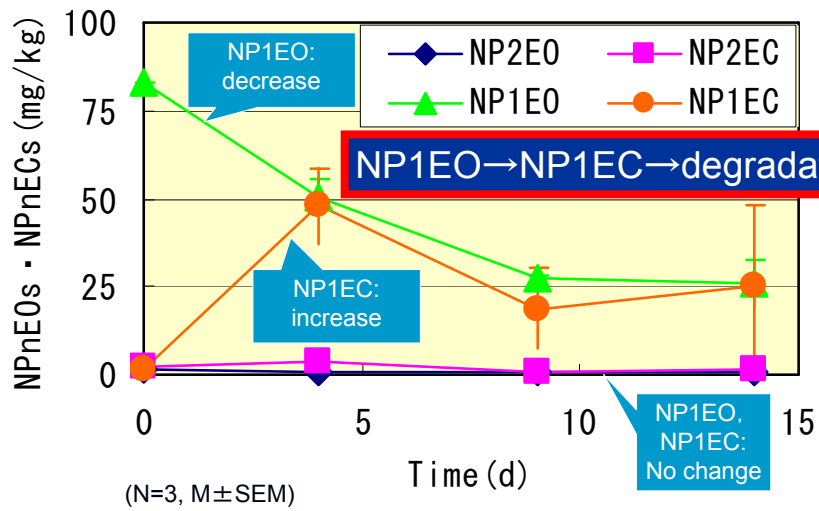 100
75
50
25
0
NPnEOs・NPnECs(mg/kg)
NP1EO:
decrease
NP2EO
NP2EC
NP1EO
NP1EC
NP1EO→NP1EC→degrada
NP1EC:
increase
NP1EO,
NP1EC:
No change
0
5
10
15
Time(d)
(N=3, M±SEM)